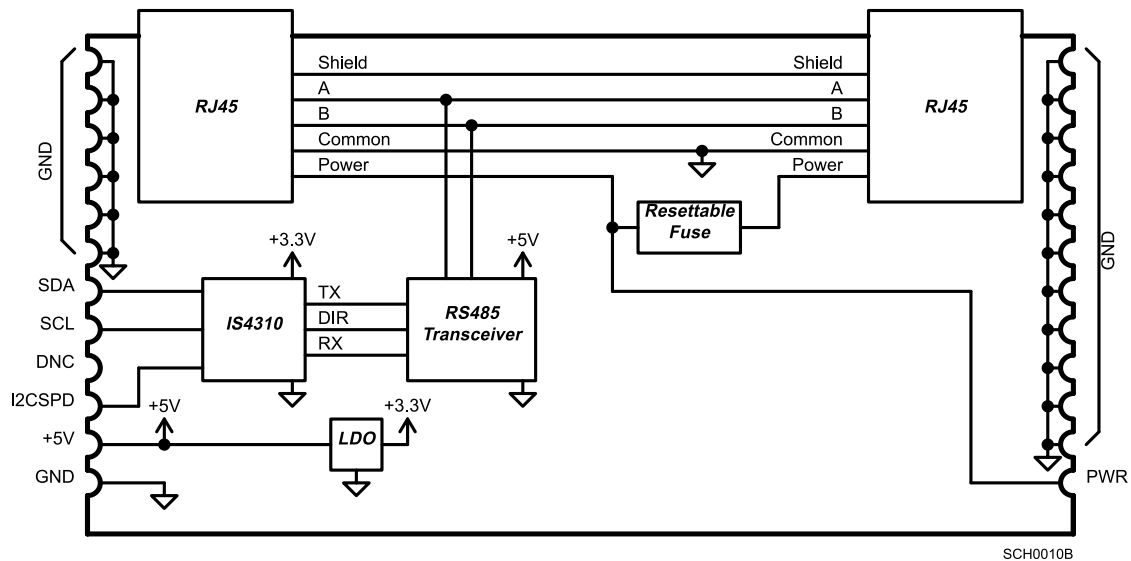 Shield
Shield
A
A
RJ45
RJ45
B
B
Common
Common
Power
Power
GND
GND
Resettable
Fuse
+3.3V
+5V
SDA
TX
IS4310
RS485
Transceiver
SCL
DIR
RX
DNC
I2CSPD
+5V
+3.3V
+5V
LDO
GND
PWR
SCH0010B